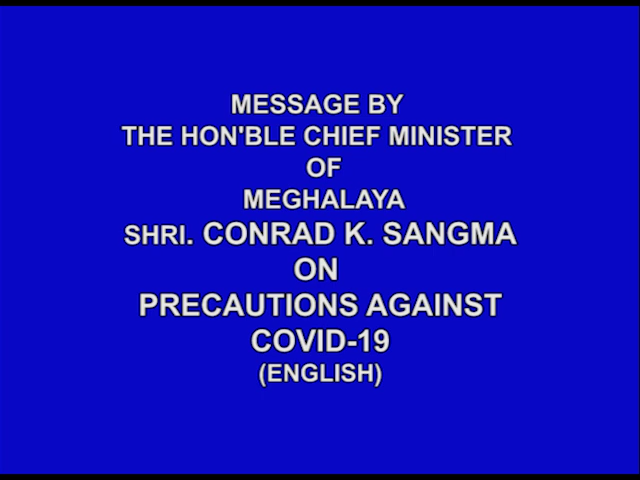 MESSAGE BY
THE HON'BLE CHIEF MINISTER
OF
MEGHALAYA
SHRI. CONRAD K. SANGMA
ON
PRECAUTIONS AGAINST
COVID-19
(ENGLISH)